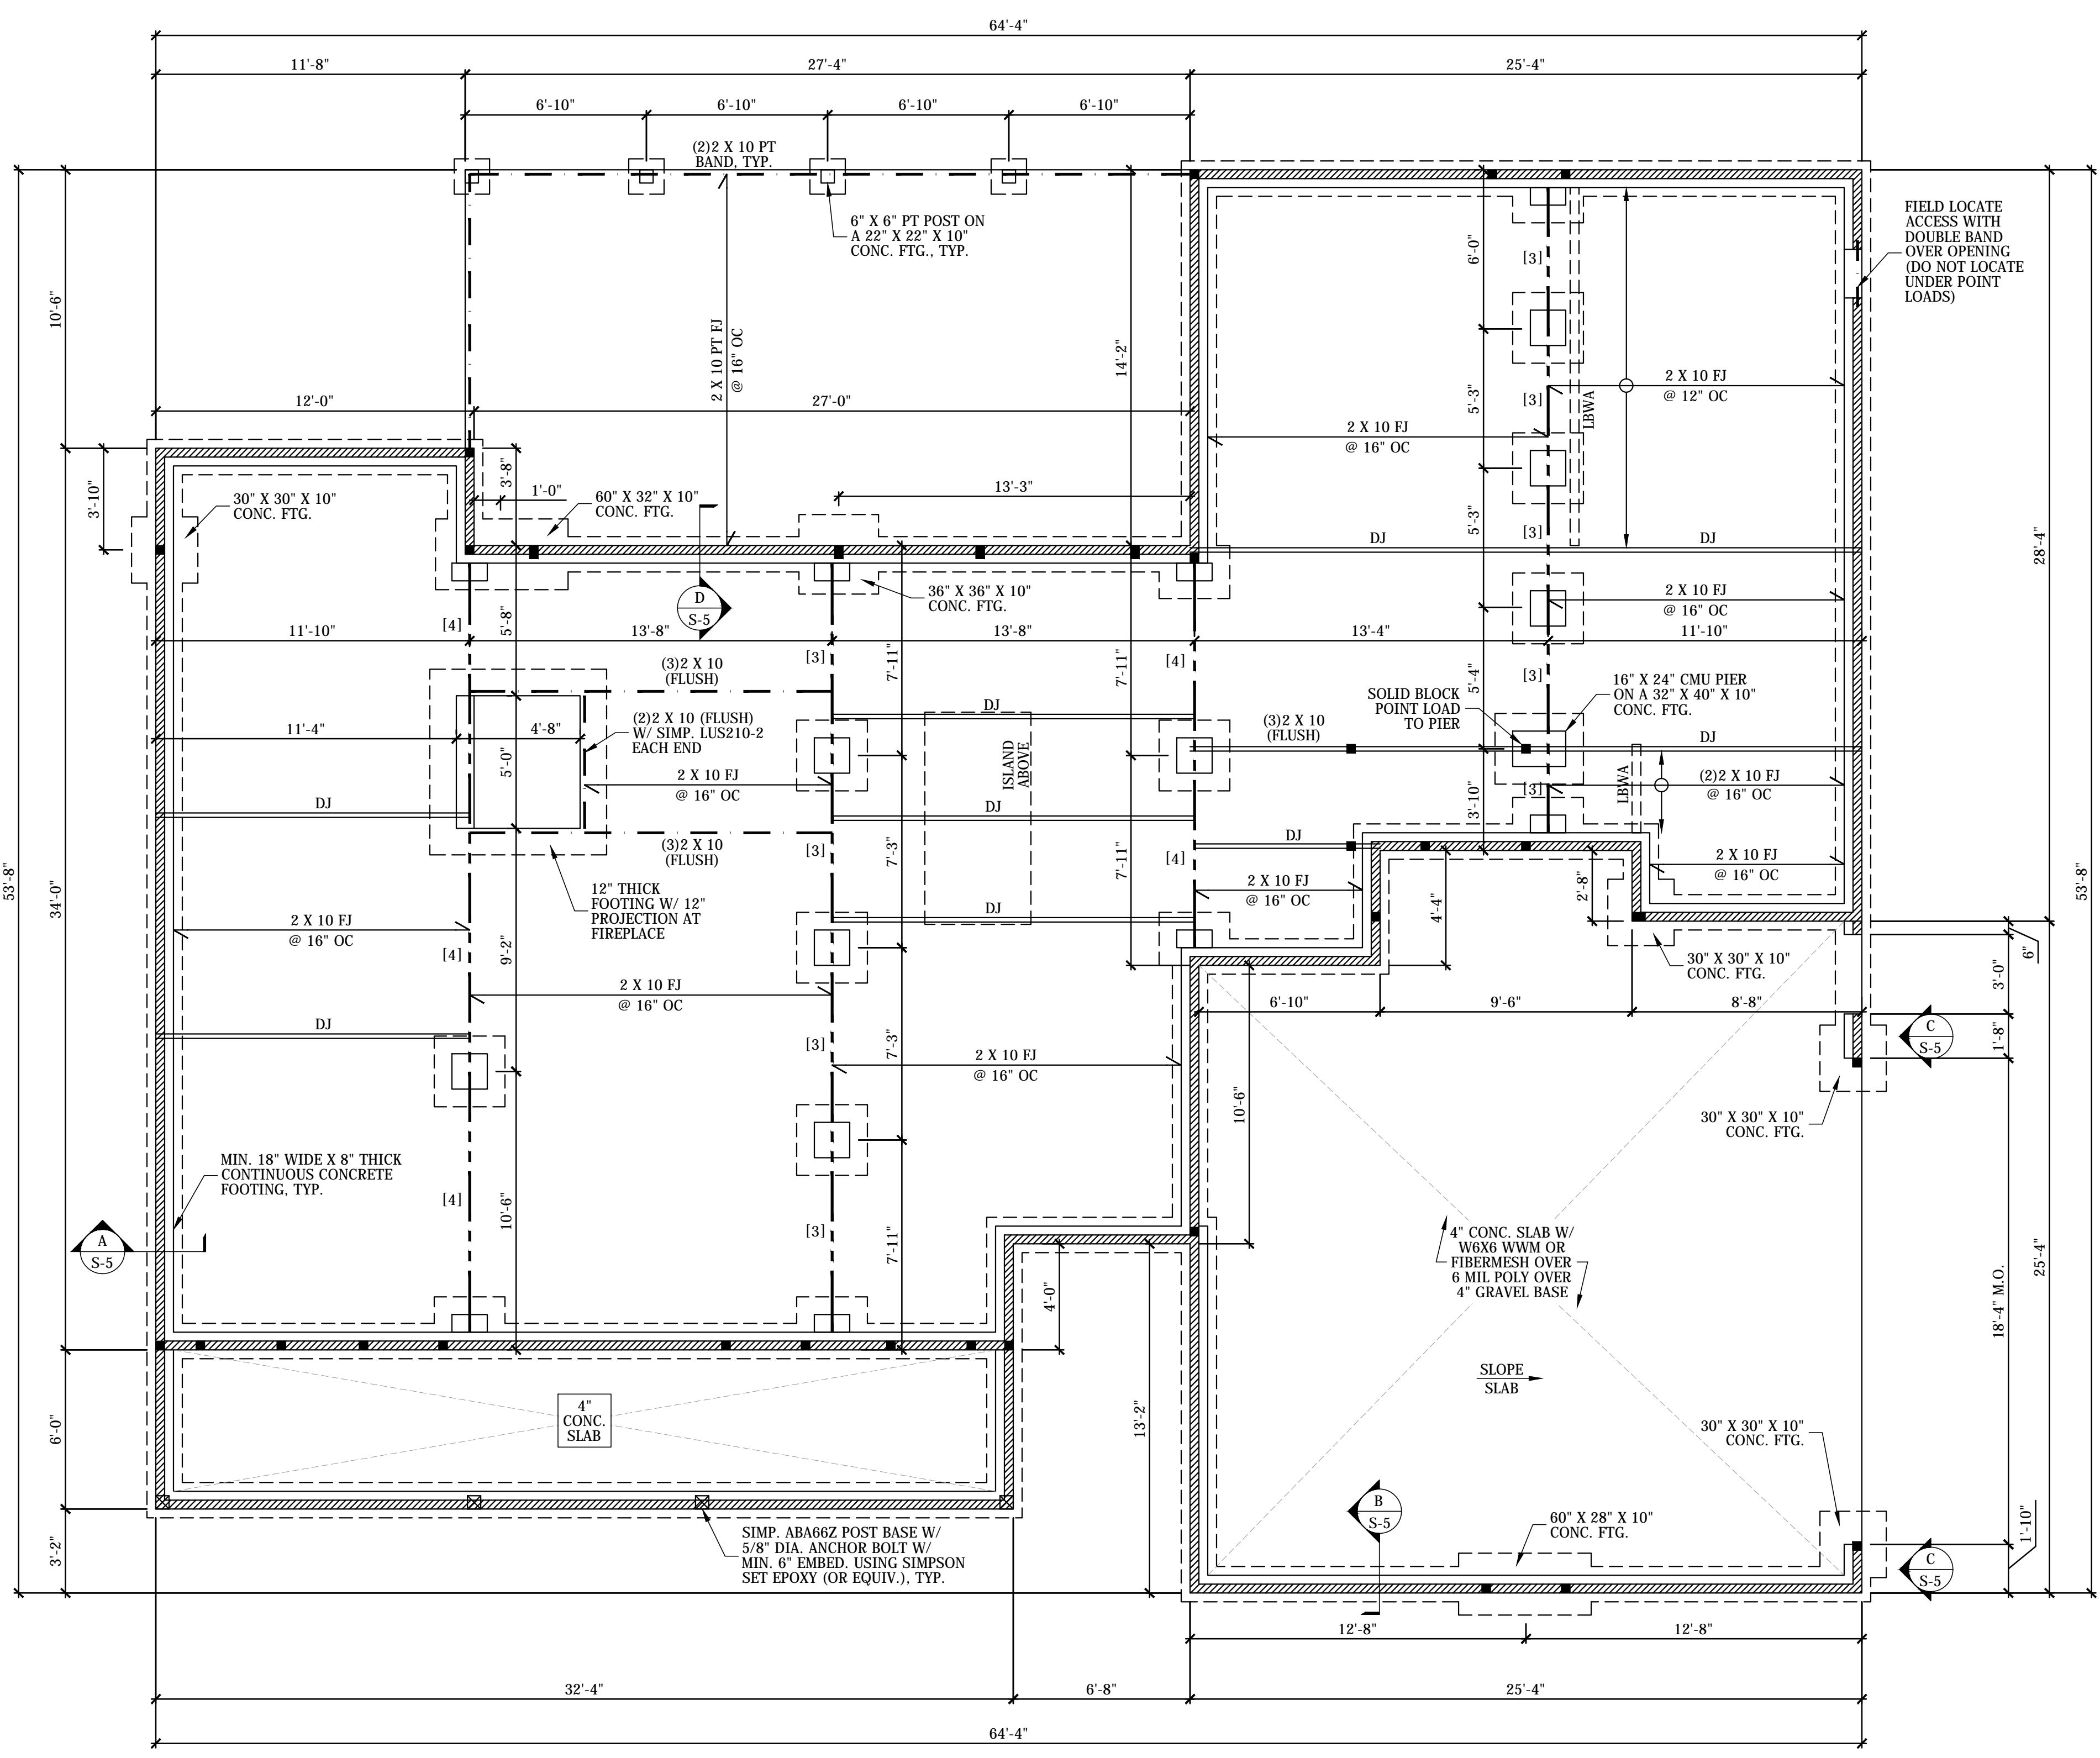 64'-4"
11'-8"
27'-4"
25'-4"
6'-10"
6'-10"
6'-10"
6'-10"
(2)2 X 10 PT
BAND, TYP.
6" X 6" PT POST ON
A 22" X 22" X 10"
CONC. FTG., TYP.
FIELD LOCATE
ACCESS WITH
DOUBLE BAND
OVER OPENING
(DO NOT LOCATE
UNDER POINT
LOADS)
10'-6"
6'-0"
[3]
2 X 10 PT FJ
@ 16" OC
14'-2"
12'-0"
27'-0"
5'-3"
[3]
LBWA
2 X 10 FJ
@ 12" OC
2 X 10 FJ
@ 16" OC
3'-10"
30" X 30" X 10"
CONC. FTG.
3'-8"
1'-0"
60" X 32" X 10"
CONC. FTG.
13'-3"
5'-3"
[3]
DJ
DJ
28'-4"
D
S-5
36" X 36" X 10"
CONC. FTG.
2 X 10 FJ
@ 16" OC
[4]
5'-8"
11'-10"
13'-8"
13'-8"
13'-4"
11'-10"
[3]
7'-11"
7'-11"
[4]
(3)2 X 10
(FLUSH)
5'-4"
[3]
16" X 24" CMU PIER
ON A 32" X 40" X 10"
CONC. FTG.
SOLID BLOCK
POINT LOAD
TO PIER
11'-4"
4'-8"
5'-0"
(2)2 X 10 (FLUSH)
W/ SIMP. LUS210-2
EACH END
2 X 10 FJ
@ 16" OC
DJ
ISLAND
ABOVE
(3)2 X 10
(FLUSH)
DJ
LBWA
(2)2 X 10 FJ
@ 16" OC
[3]
3'-10"
DJ
DJ
(3)2 X 10
(FLUSH)
[3]
7'-3"
7'-11"
[4]
DJ
2 X 10 FJ
@ 16" OC
2 X 10 FJ
@ 16" OC
4'-4"
2'-8"
53'-8"
34'-0"
53'-8"
12" THICK
FOOTING W/ 12"
PROJECTION AT
FIREPLACE
DJ
2 X 10 FJ
@ 16" OC
[4]
9'-2"
30" X 30" X 10"
CONC. FTG.
6"
3'-0"
2 X 10 FJ
@ 16" OC
6'-10"
9'-6"
8'-8"
DJ
[3]
7'-3"
2 X 10 FJ
@ 16" OC
C
S-5
1'-8"
10'-6"
30" X 30" X 10"
CONC. FTG.
MIN. 18" WIDE X 8" THICK
CONTINUOUS CONCRETE
FOOTING, TYP.
[4]
10'-6"
[3]
7'-11"
A
S-5
4" CONC. SLAB W/
W6X6 WWM OR
FIBERMESH OVER
6 MIL POLY OVER
4" GRAVEL BASE
25'-4"
18'-4" M.O.
4'-0"
SLOPE
SLAB
6'-0"
4"
CONC.
SLAB
13'-2"
30" X 30" X 10"
CONC. FTG.
B
S-5
60" X 28" X 10"
CONC. FTG.
1'-10"
3'-2"
SIMP. ABA66Z POST BASE W/
5/8" DIA. ANCHOR BOLT W/
MIN. 6" EMBED. USING SIMPSON
SET EPOXY (OR EQUIV.), TYP.
C
S-5
12'-8"
12'-8"
32'-4"
6'-8"
25'-4"
64'-4"